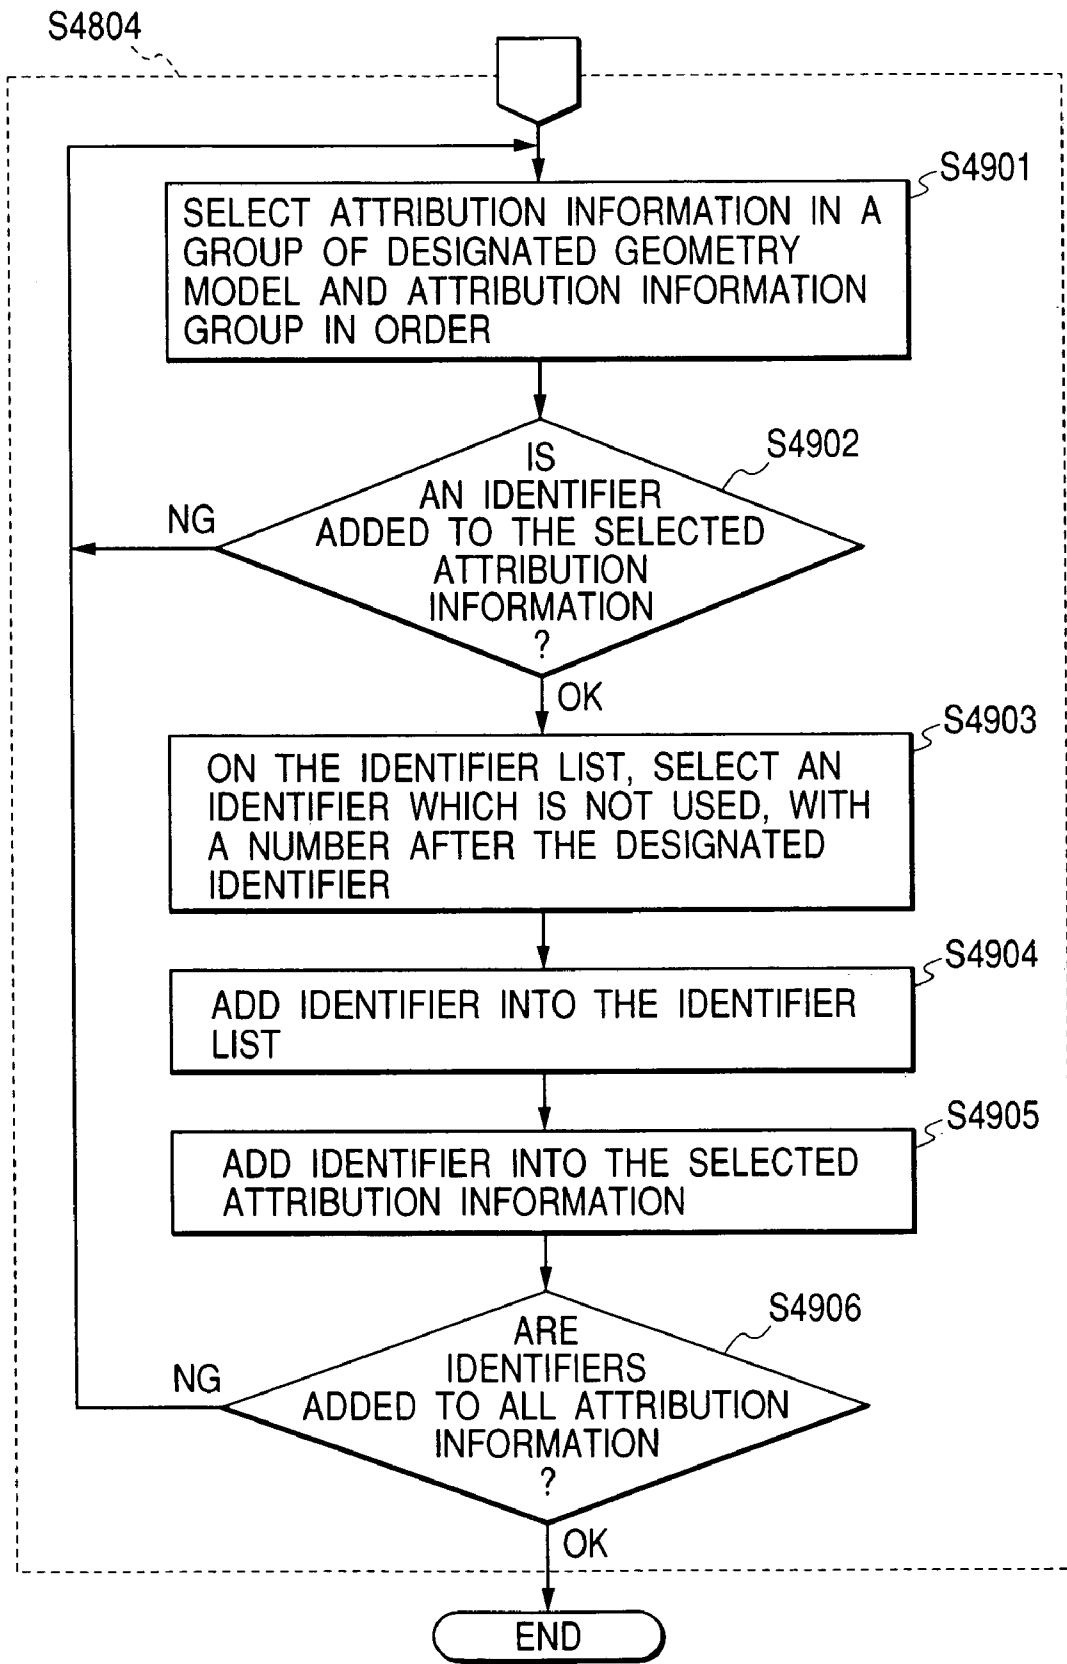 S4804
S4901
SELECT ATTRIBUTION INFORMATION IN A
GROUP OF DESIGNATED GEOMETRY
MODEL AND ATTRIBUTION INFORMATION
GROUP IN ORDER
S4902
IS
AN IDENTIFIER
ADDED TO THE SELECTED
ATTRIBUTION
INFORMATION
?
NG
OK
S4903
ON THE IDENTIFIER LIST, SELECT AN
IDENTIFIER WHICH IS NOT USED, WITH
A NUMBER AFTER THE DESIGNATED
IDENTIFIER
S4904
ADD IDENTIFIER INTO THE IDENTIFIER
LIST
S4905
ADD IDENTIFIER INTO THE SELECTED
ATTRIBUTION INFORMATION
S4906
ARE
IDENTIFIERS
ADDED TO ALL ATTRIBUTION
INFORMATION
?
NG
OK
END